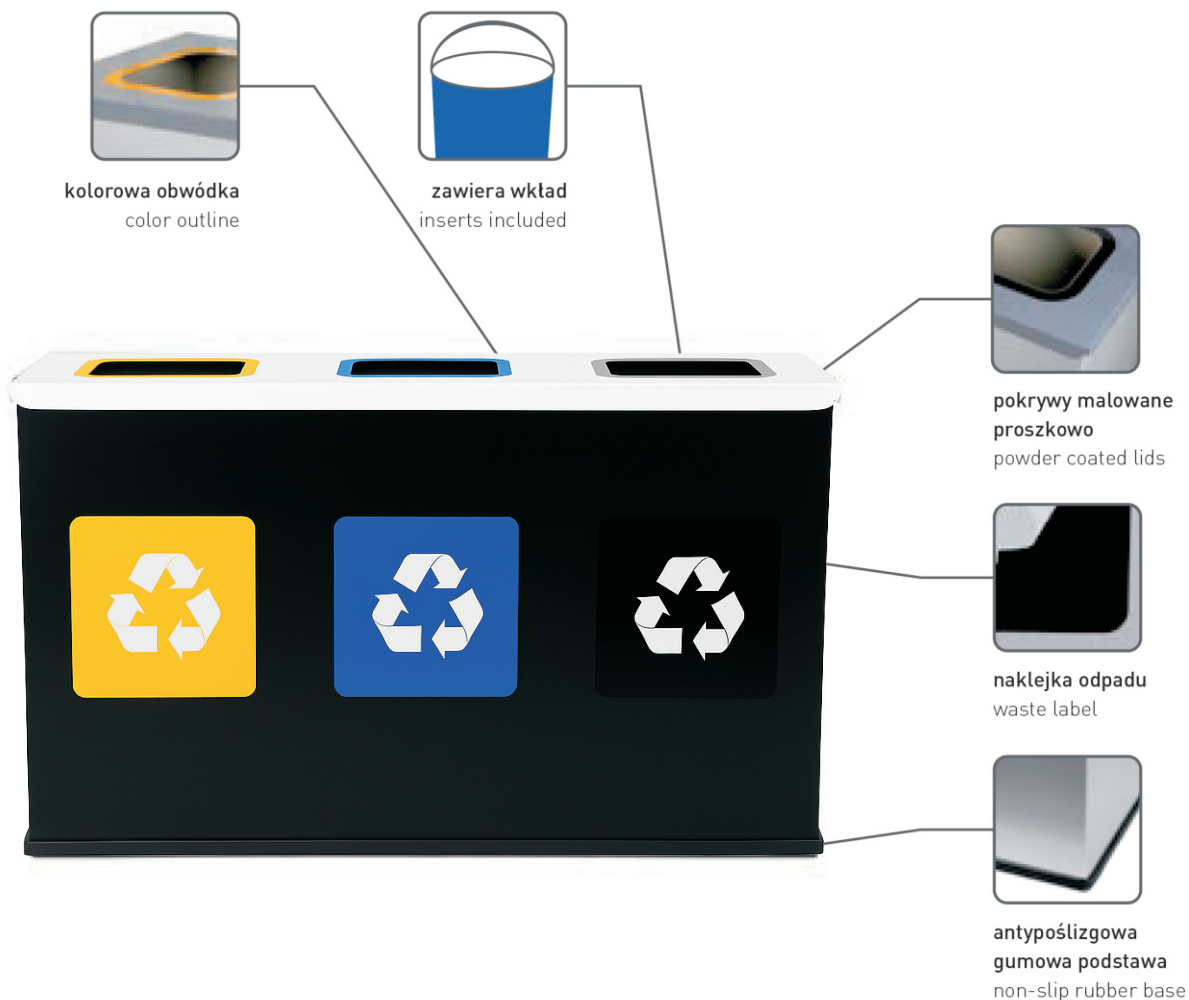 kolorowa obwódka
color outline
zawiera wkład
inserts included
pokrywy malowane
proszkowo
powder coated lids
naklejka odpadu
waste label
antypoślizgowa
gumowa podstawa
non-slip rubber base